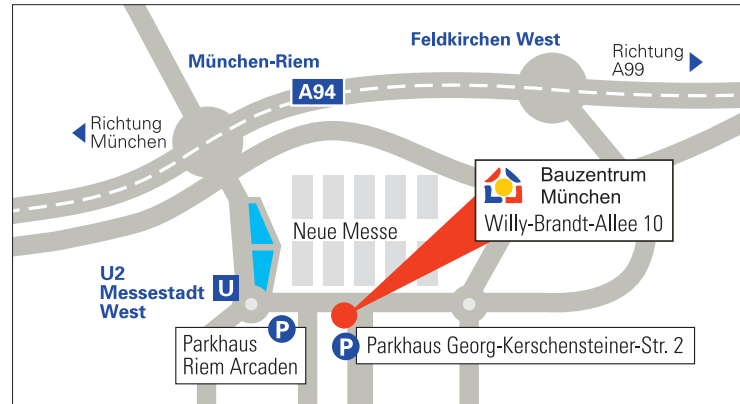 Feldkirchen West
München-Riem
Richtung
A99
A94
Richtung
München
Bauzentrum
München
Willy-Brandt-Allee 10
Neue Messe
U2
Messestadt
West
U
P
Parkhaus
Riem Arcaden
P
Parkhaus Georg-Kerschensteiner-Str. 2